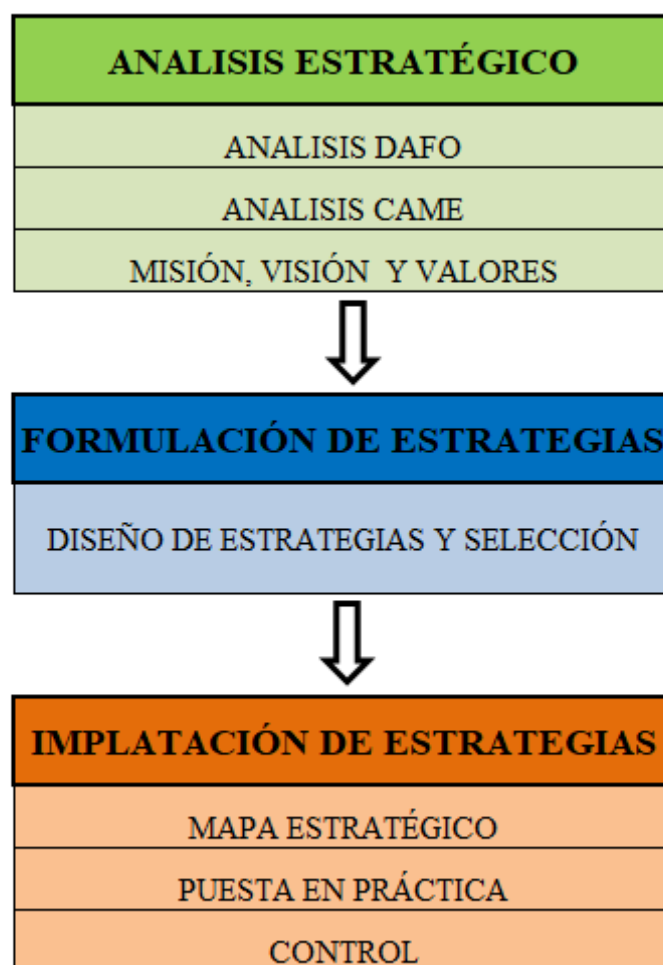 ANALISIS ESTRATÉGICO
ANALISIS DAFO
ANALISIS CAME
MISIÓN, VISIÓN Y VALORES
FORMULACIÓN DE ESTRATEGIAS
DISEÑO DE ESTRATEGIAS Y SELECCIÓN
IMPLATACIÓN DE ESTRATEGIAS
MAPA ESTRATÉGICO
PUESTA EN PRÁCTICA
CONTROL